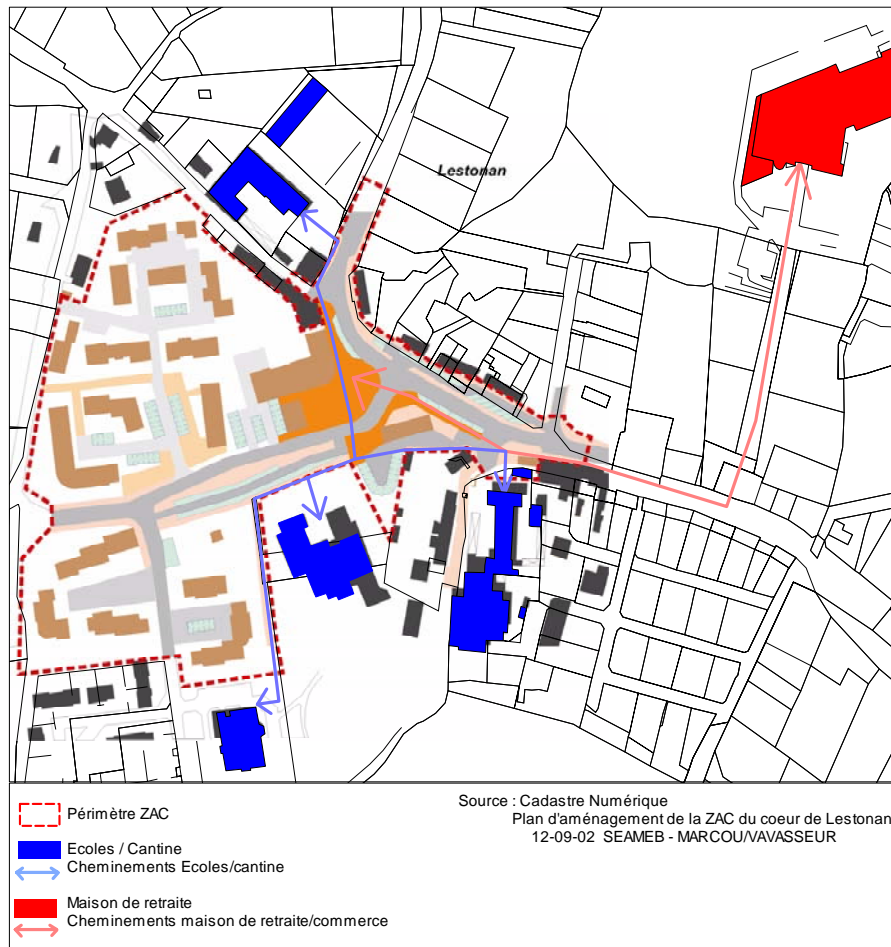 Lestonan
Périmètre ZAC
Ecoles / Cantine
Cheminements Ecoles/cantine
Maison de retraite
Cheminements maison de retraite/commerce
Source : Cadastre Numérique
Plan d'aménagement de la ZAC du coeur de Lestonan
12-09-02 SEAMEB - MARCOU/VAVASSEUR